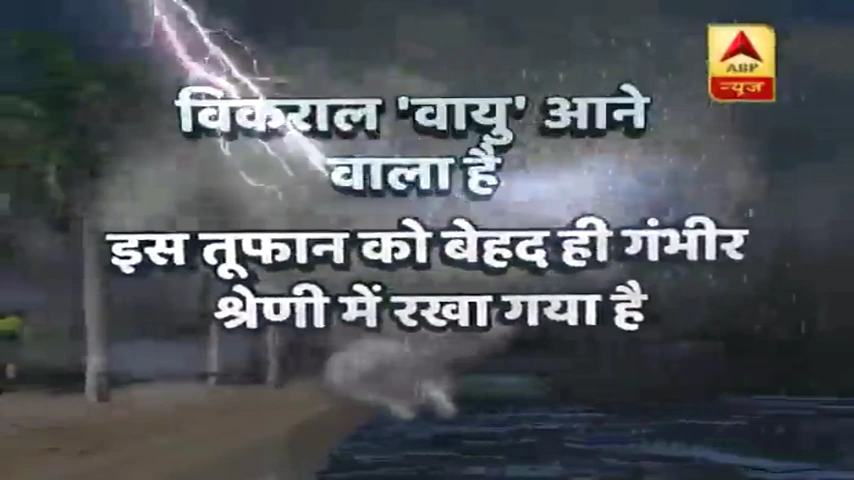 ABP
न्यूज़
विकराल 'वायु' आने
वाला है
इस तूफान को बेहद ही गंभीर
श्रेणी में रखा गया है